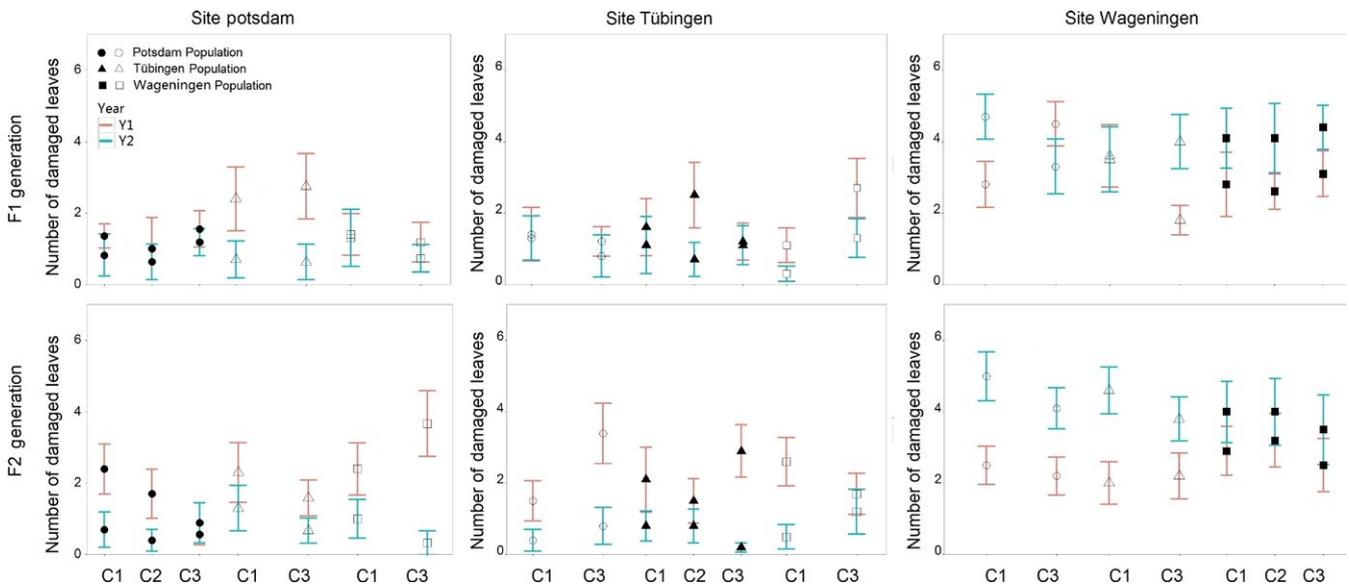 Site potsdam
Site Tübingen
Site Wageningen
F1 generation
Number of damaged leaves
6
4
2
0
Potsdam Population
Tübingen Population
Wageningen Population
Year
Y1
Y2
Number of damaged leaves
6
4
2
0
Number of damaged leaves
6
4
2
0
F2 generation
Number of damaged leaves
6
4
2
0
C1 C2 C3 C1 C3 C1 C3
Number of damaged leaves
6
4
2
0
C1 C3 C1 C2 C3 C1 C3
Number of damaged leaves
6
4
2
0
C1 C3 C1 C3 C1 C2 C3